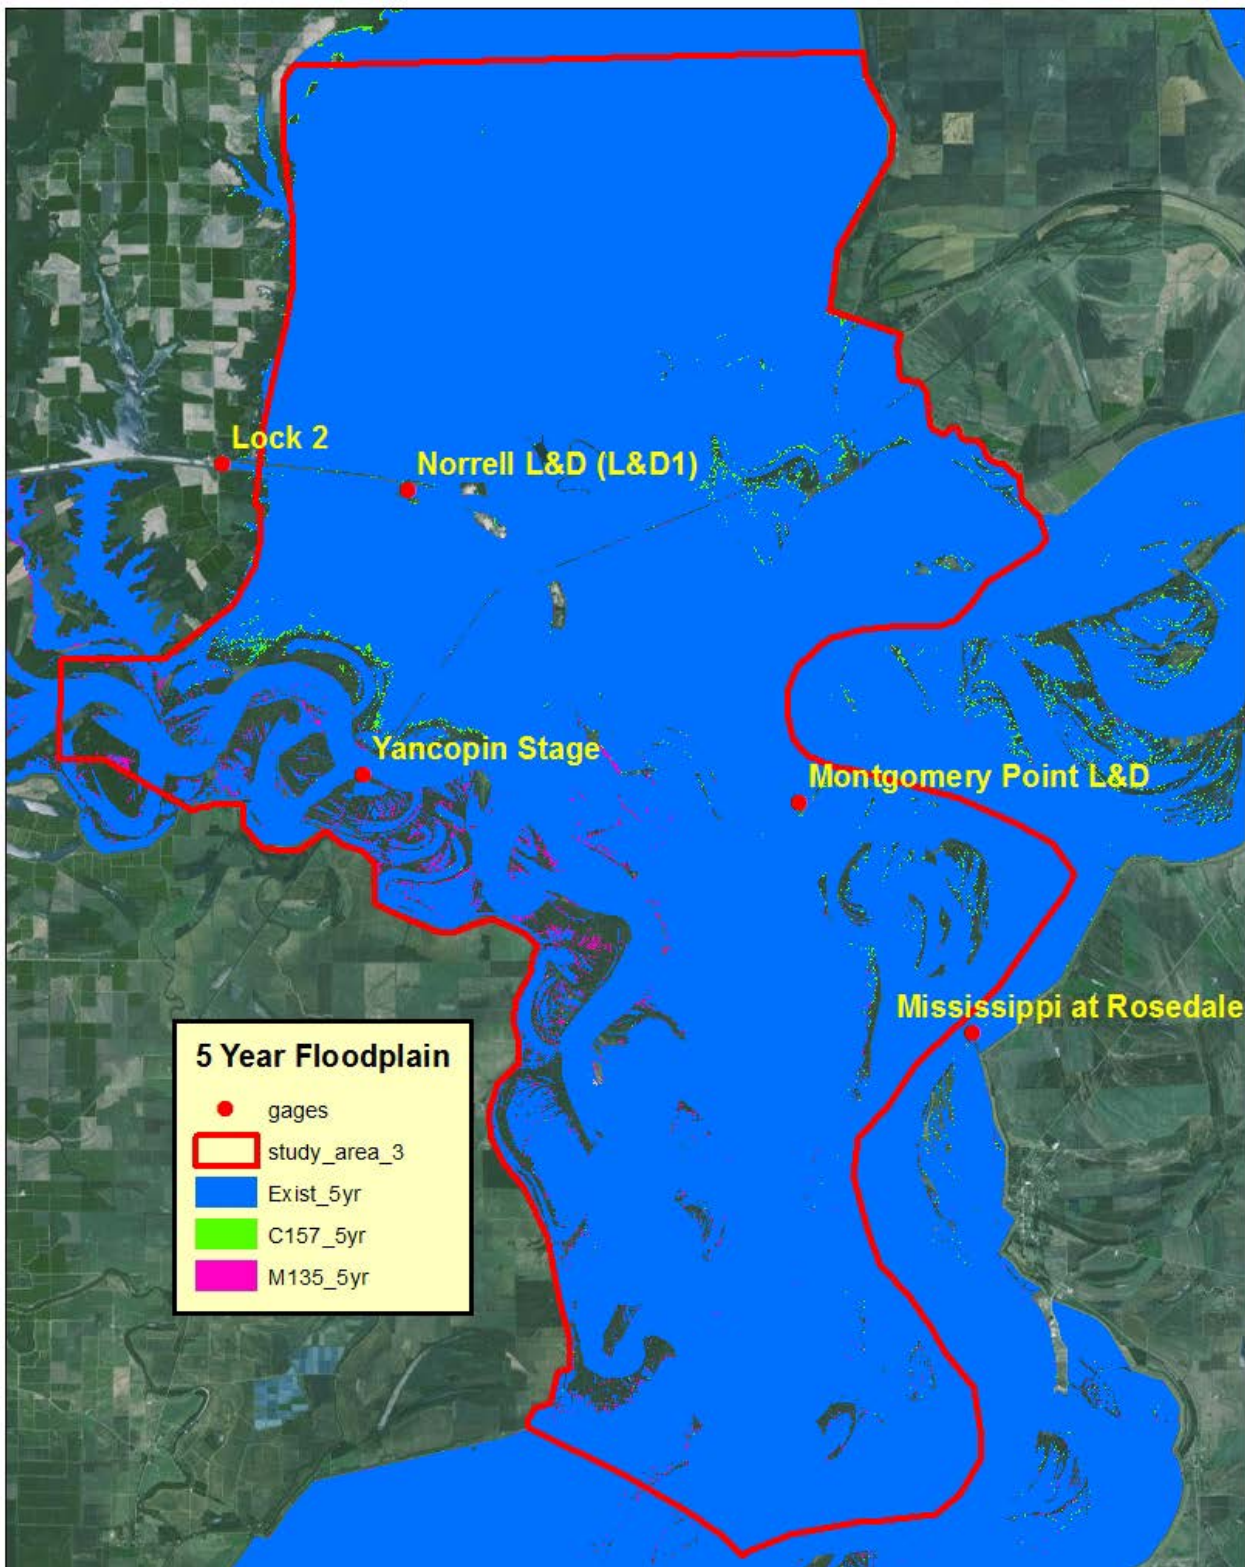 Lock 2
Norrell L&D (L&D1)
Yancopin Stage
Montgomery Point L&D
Mississippi at Rosedale
5 Year Floodplain
gages
study_area_3
Exist_5yr
C157_5yr
M135_5yr